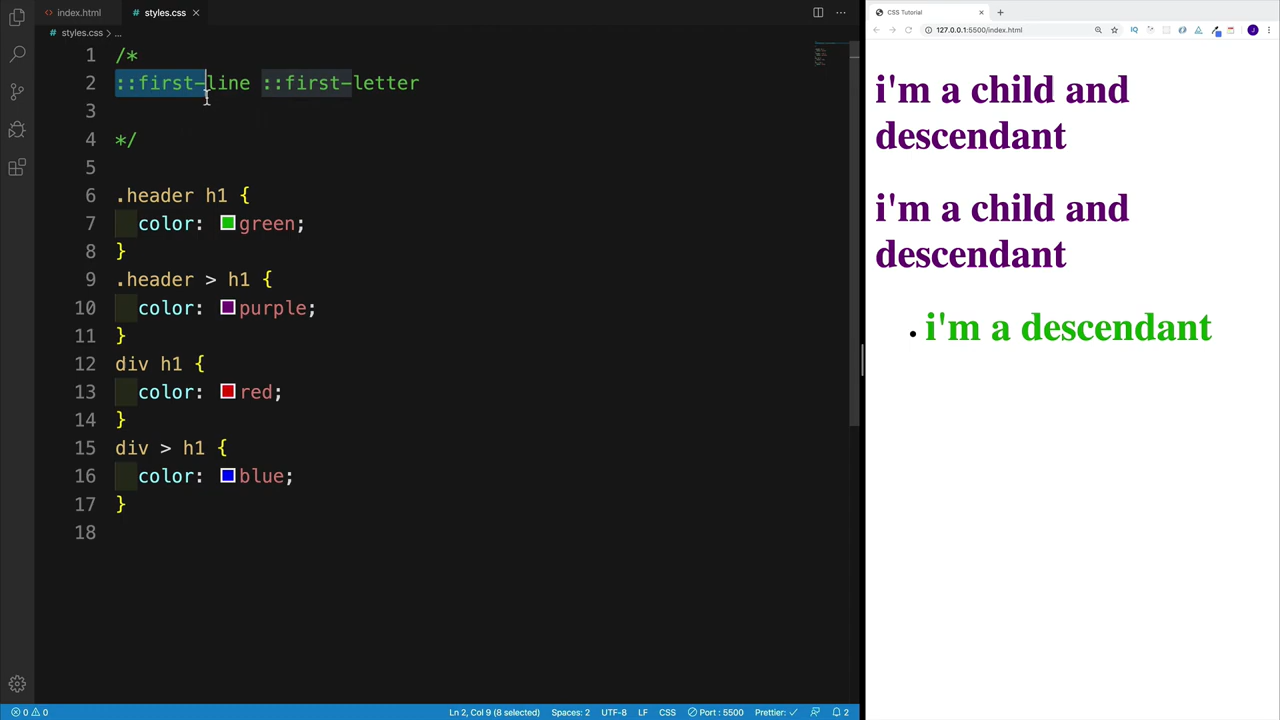 index.html
styles.css ×
styles.css > ...
1 /*
2 ::first-line ::first-letter
3
4 */
5
6 .header h1 {
7 color: green;
8 }
9 .header > h1 {
10 color: purple;
11 }
12 div h1 {
13 color: red;
14 }
15 div > h1 {
16 color: blue;
17 }
18
0 0
Ln 2, Col 9 (8 selected) Spaces: 2 UTF-8 LF CSS Port : 5500 Prettier: ✓ 2
CSS Tutorial
127.0.0.1:5500/index.html
J
i'm a child and
descendant
i'm a child and
descendant
• i'm a descendant